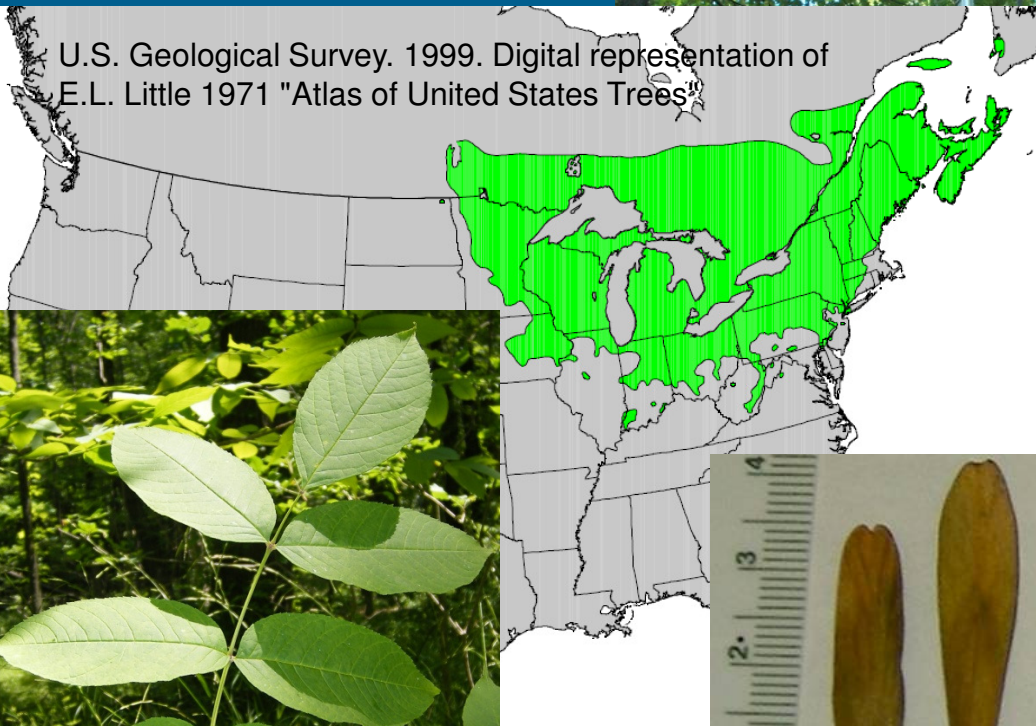 U.S. Geological Survey. 1999. Digital representation of
E.L. Little 1971 "Atlas of United States Trees"
4
3
2